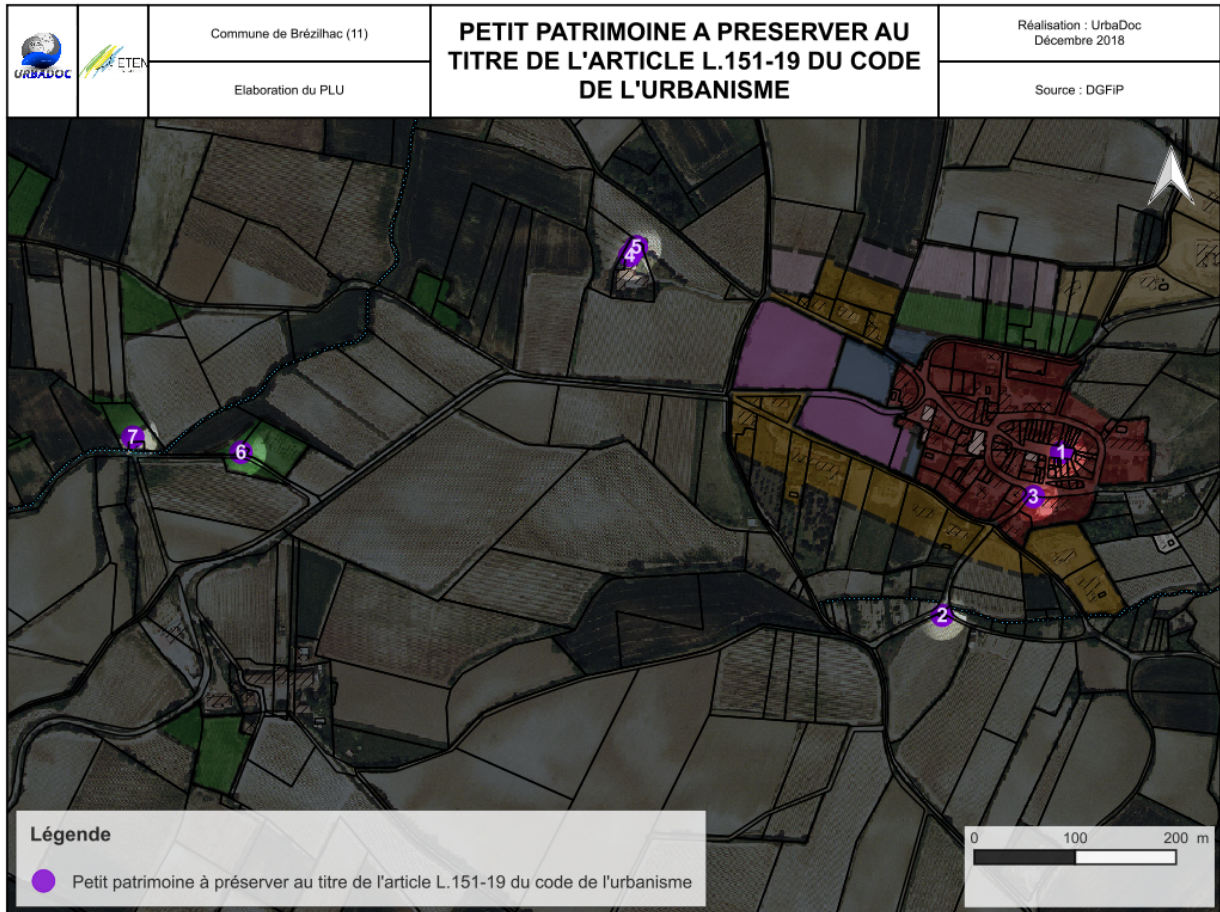 URBADOC
ETEN
Commune de Brézilhac (11)
Elaboration du PLU
PETIT PATRIMOINE A PRESERVER AU
TITRE DE L'ARTICLE L.151-19 DU CODE
DE L'URBANISME
Réalisation : UrbaDoc
Décembre 2018
Source : DGFiP
5
4
7
6
1
3
2
Légende
Petit patrimoine à préserver au titre de l'article L.151-19 du code de l'urbanisme
0 100 200 m